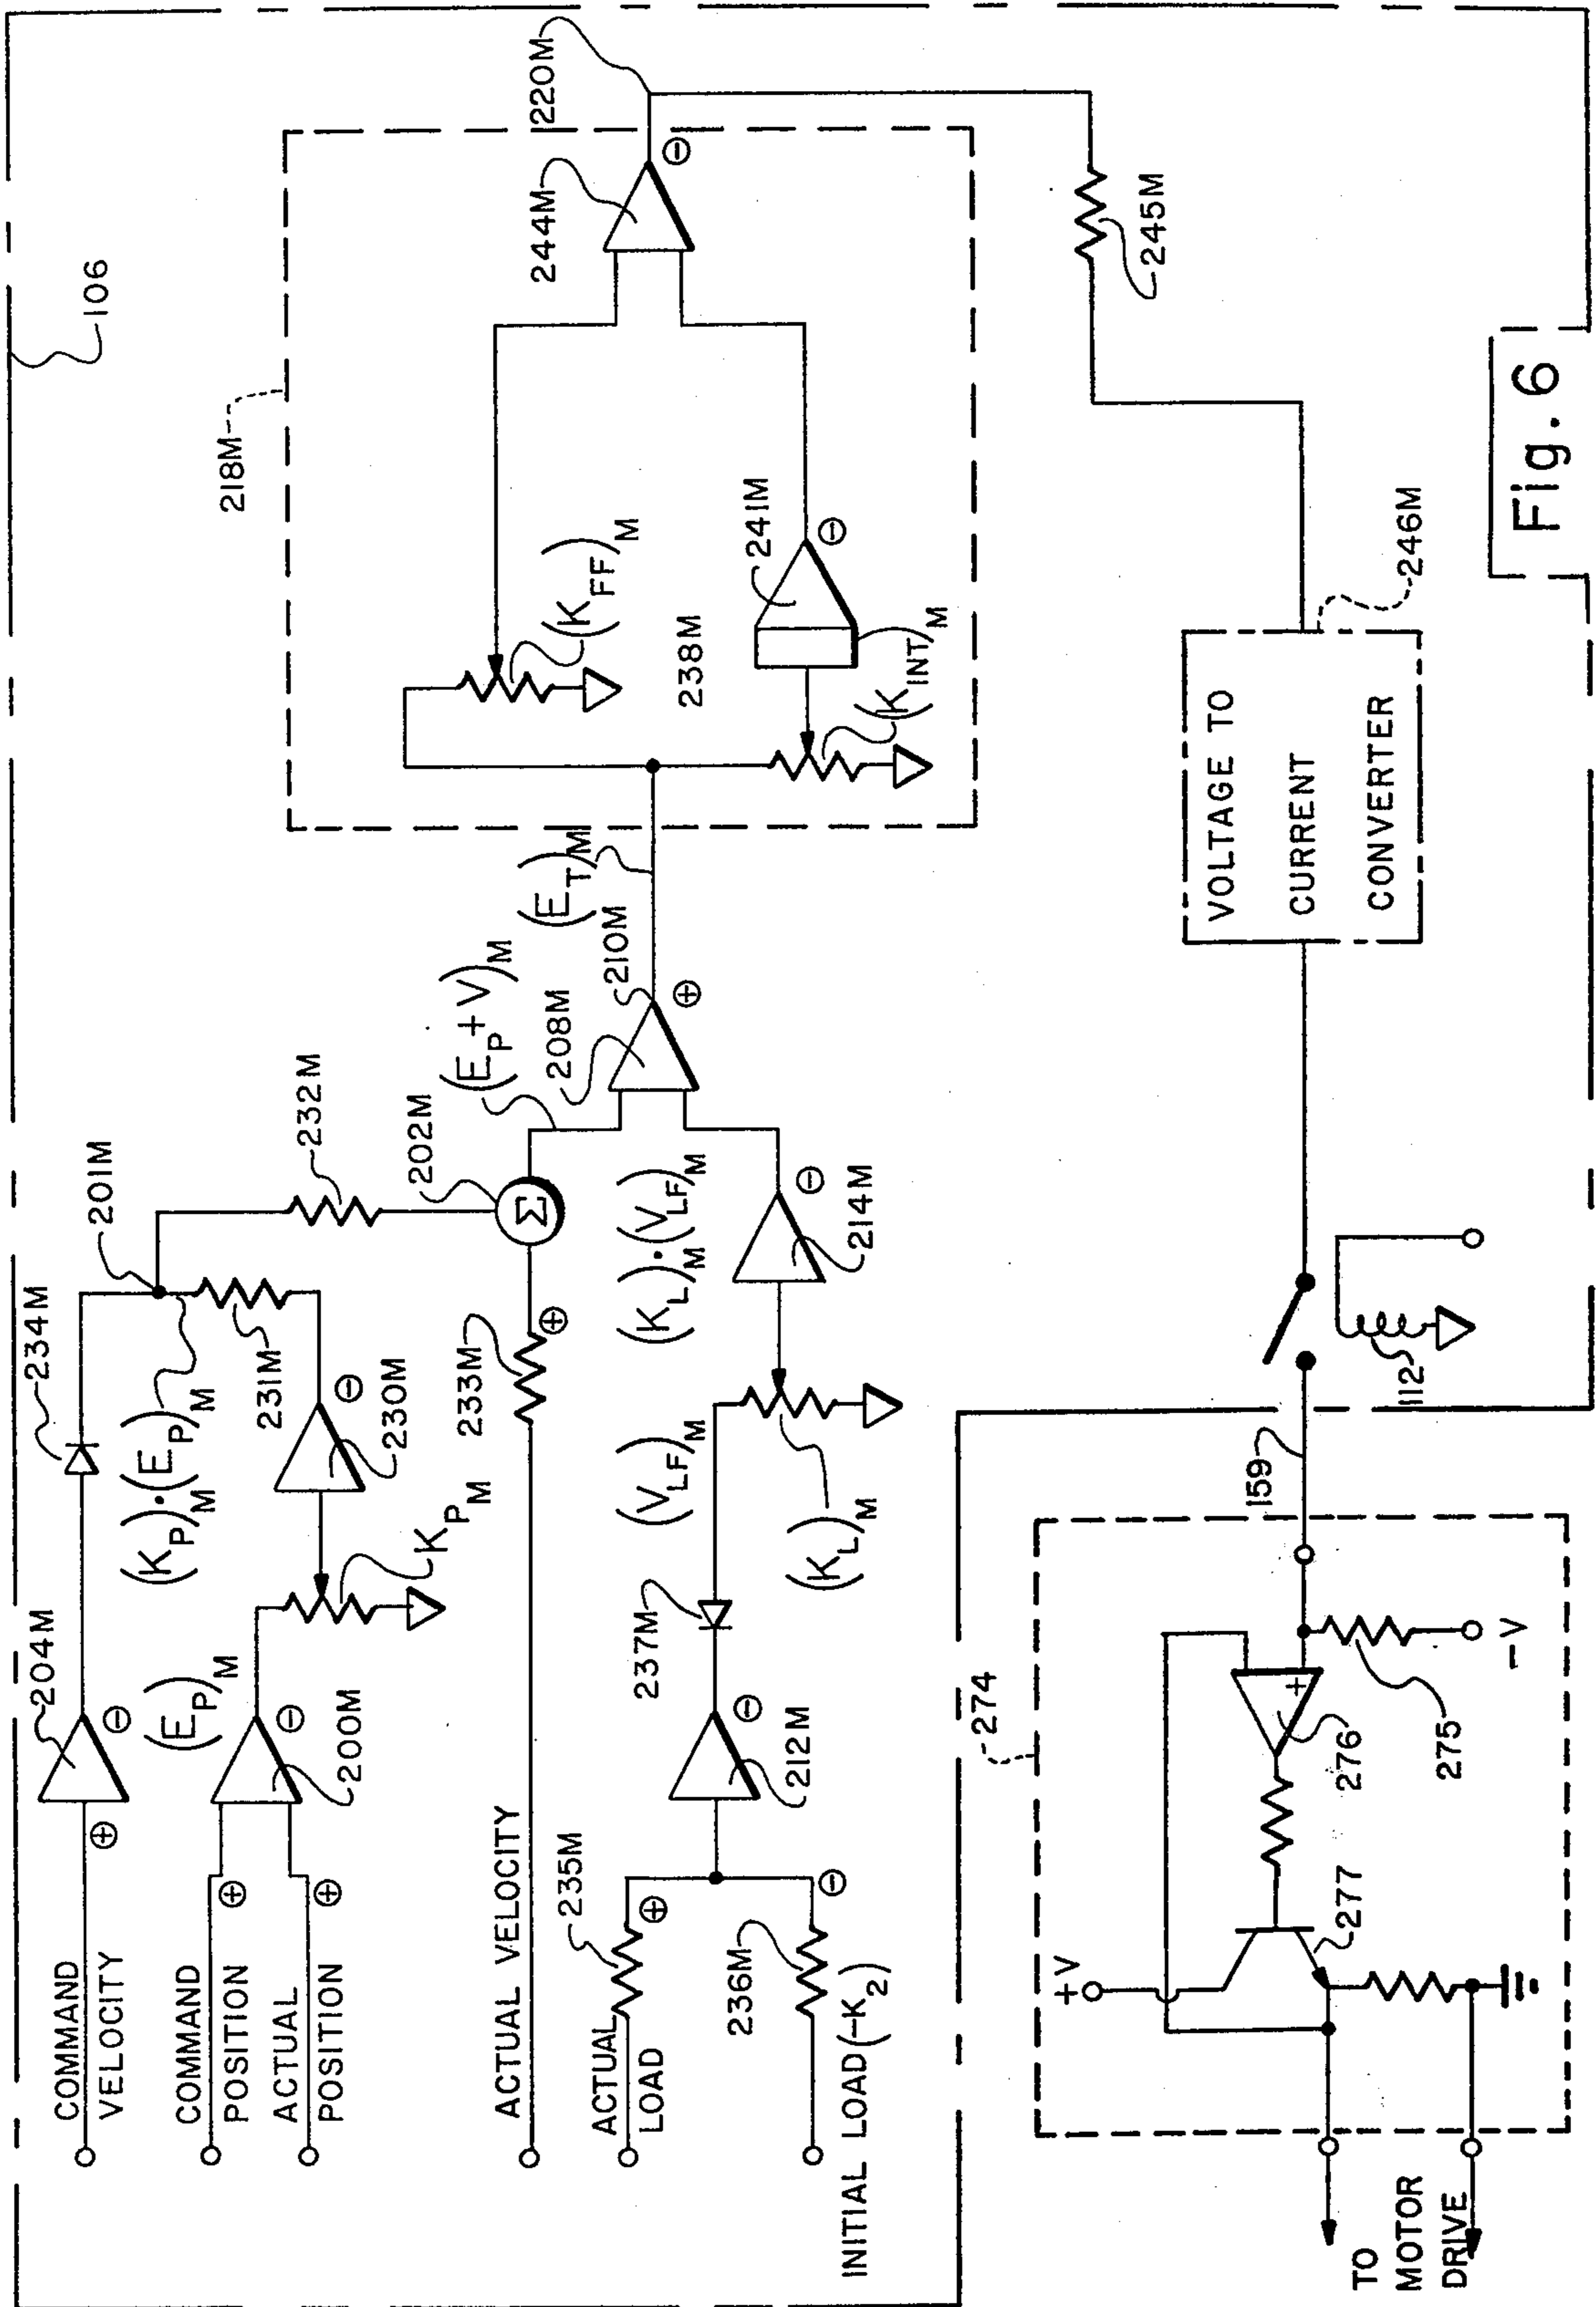 106
COMMAND
VELOCITY
⊕
204M
⊖
234M
201M
232M
COMMAND
POSITION
⊕
ACTUAL
POSITION
⊕
(E_P)_M
⊖
200M
K_P_M
230M
⊖
231M
(K_P)_M·(E_P)_M
ACTUAL VELOCITY
233M
⊕
202M
Σ
(E_P + V)_M
208M
210M
⊕
(E_T)_M
ACTUAL
LOAD
235M
⊕
236M
⊖
INITIAL LOAD (-K_2)
212M
⊖
237M
(V_LF)_M
(K_L)_M
214M
⊖
(K_L)_M·(V_LF)_M
218M
(K_FF)_M
238M
(K_INT)_M
241M
⊖
244M
⊖
220M
245M
VOLTAGE TO
CURRENT
CONVERTER
246M
112
159
274
+V
277
276
+
275
-V
TO
MOTOR
DRIVE
Fig. 6